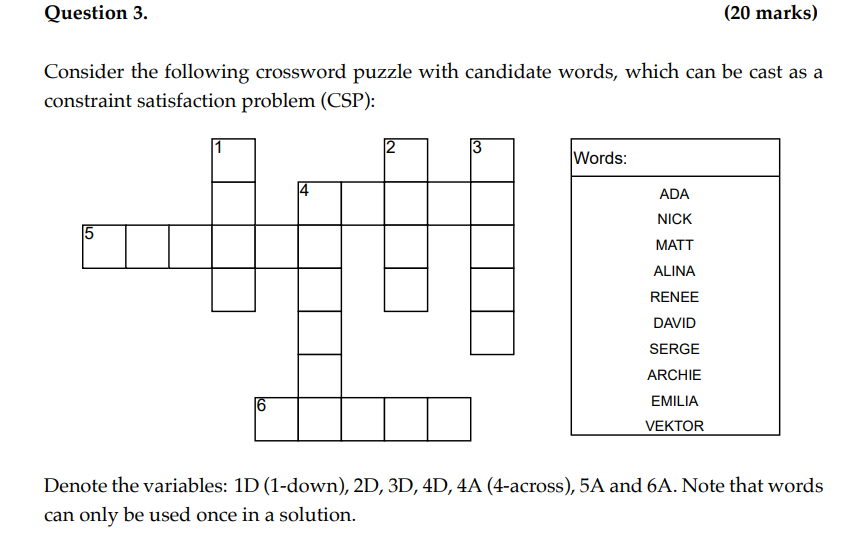 Question 3. (20 marks)
Consider the following crossword puzzle with candidate words, which can be cast as a
constraint satisfaction problem (CSP):
1 2 3
Words:
4
ADA
NICK
5
MATT
ALINA
RENEE
DAVID
SERGE
ARCHIE
6
EMILIA
VEKTOR
Denote the variables: 1D (1-down), 2D, 3D, 4D, 4A (4-across), 5A and 6A. Note that words
can only be used once in a solution.